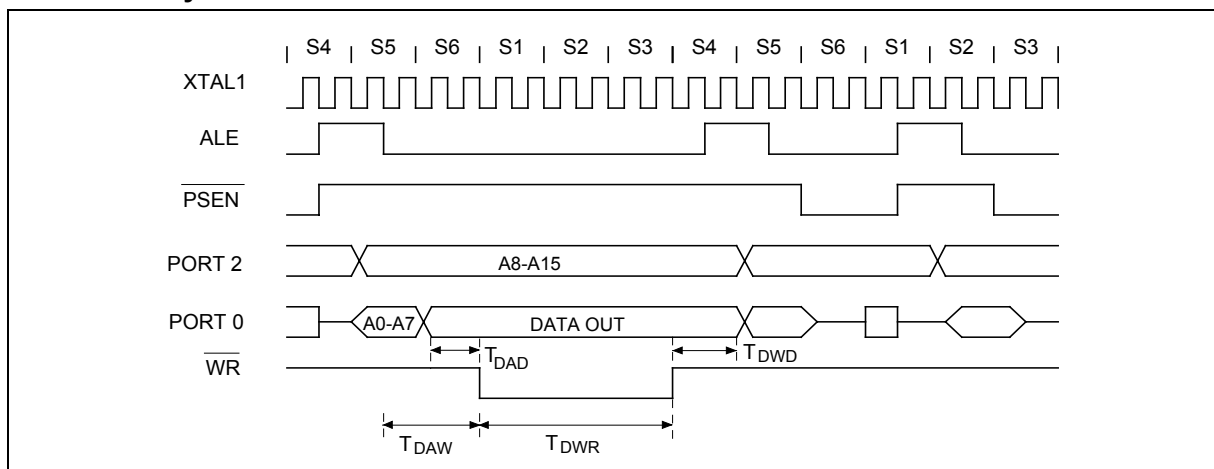 S4 S5 S6 S1 S2 S3 S4 S5 S6 S1 S2 S3
XTAL1
ALE
PSEN
PORT 2 A8-A15
PORT 0 A0-A7 DATA OUT
TDAD TDWD
WR
TDAW TDWR